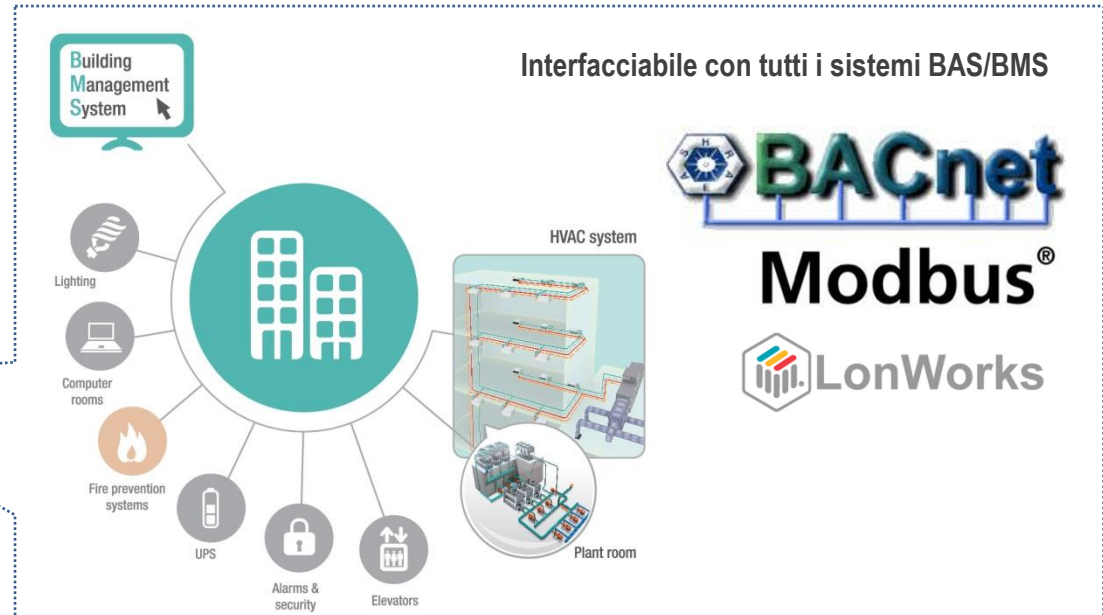 Building
Management
System
Interfacciabile con tutti i sistemi BAS/BMS
ASHRAE
BACnet
Modbus®
LonWorks
HVAC system
Lighting
Computer
rooms
Fire prevention
systems
UPS
Alarms &
security
Elevators
Plant room